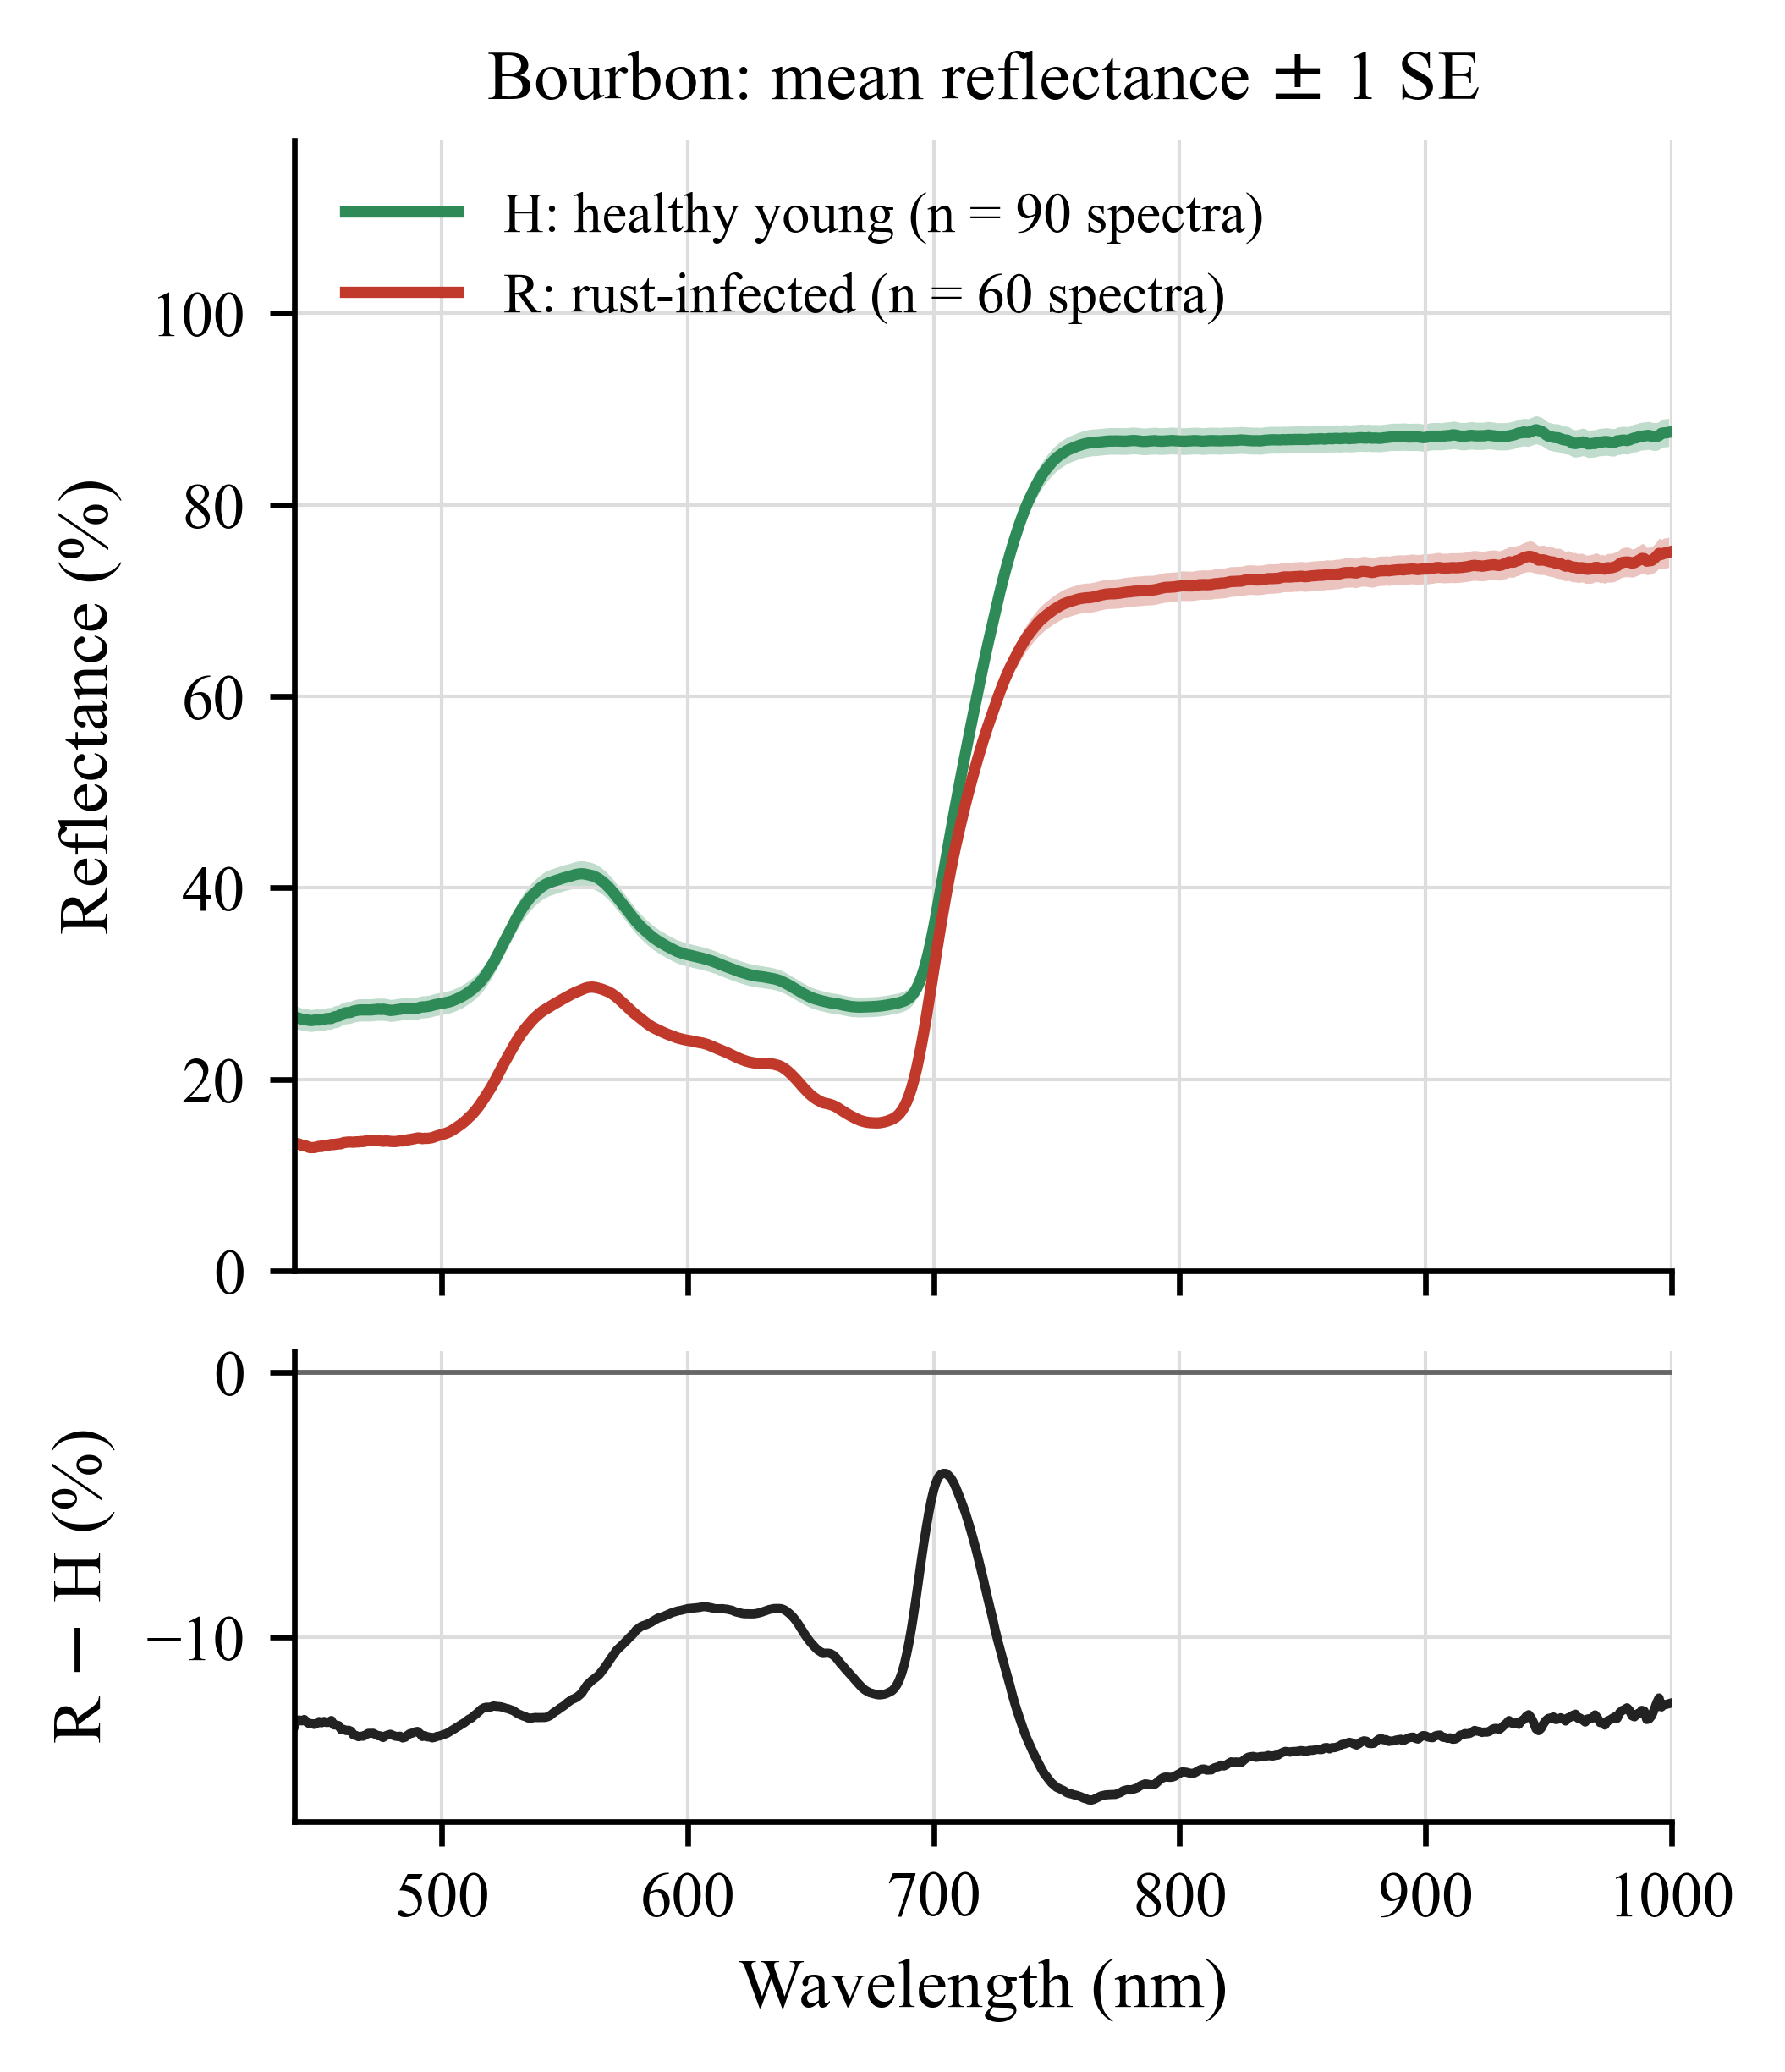 Bourbon: mean reflectance ± 1 SE
H: healthy young (n = 90 spectra)
R: rust-infected (n = 60 spectra)
Reflectance (%)
100
80
60
40
20
0
R − H (%)
0
−10
500 600 700 800 900 1000
Wavelength (nm)